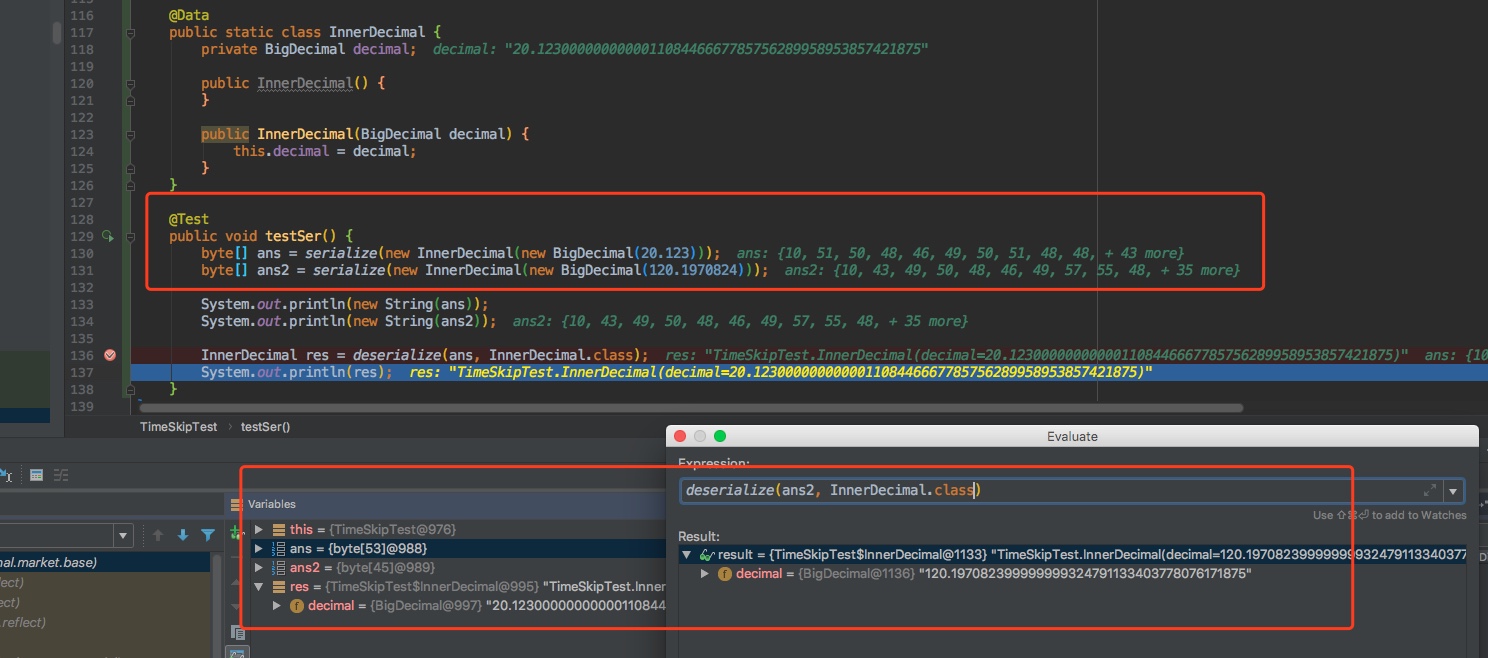 115
116 @Data
117 public static class InnerDecimal {
118 private BigDecimal decimal; decimal: "20.12300000000000110844666778575628995895385742187​5"
119
120 public InnerDecimal() {
121 }
122
123 public InnerDecimal(BigDecimal decimal) {
124 this.decimal = decimal;
125 }
126 }
127
128 @Test
129 public void testSer() {
130 byte[] ans = serialize(new InnerDecimal(new BigDecimal(20.123))); ans: {10, 51, 50, 48, 46, 49, 50, 51, 48, 48, + 43 more}
131 byte[] ans2 = serialize(new InnerDecimal(new BigDecimal(120.1970824))); ans2: {10, 43, 49, 50, 48, 46, 49, 57, 55, 48, + 35 more}
132
133 System.out.println(new String(ans));
134 System.out.println(new String(ans2)); ans2: {10, 43, 49, 50, 48, 46, 49, 57, 55, 48, + 35 more}
135
136 InnerDecimal res = deserialize(ans, InnerDecimal.class); res: "TimeSkipTest.InnerDecimal(decimal=20.123000000000001108446667785756289958953857421875)" ans: {10
137 System.out.println(res); res: "TimeSkipTest.InnerDecimal(decimal=20.123000000000001108446667785756289958953857421875)"
138 }
139
TimeSkipTest › testSer()
Evaluate
Expression:
deserialize(ans2, InnerDecimal.class)
Use ⇧⌘⏎ to add to Watches
Result:
result = {TimeSkipTest$InnerDecimal@1133} "TimeSkipTest.InnerDecimal(decimal=120.19708239999999932479113340377
decimal = {BigDecimal@1136} "120.197082399999999324791133403778076171875"
Variables
this = {TimeSkipTest@976}
ans = {byte[53]@988}
ans2 = {byte[45]@989}
res = {TimeSkipTest$InnerDecimal@995} "TimeSkipTest.Inner
decimal = {BigDecimal@997} "20.12300000000000110844
nal.market.base)
lect)
ect)
.reflect)